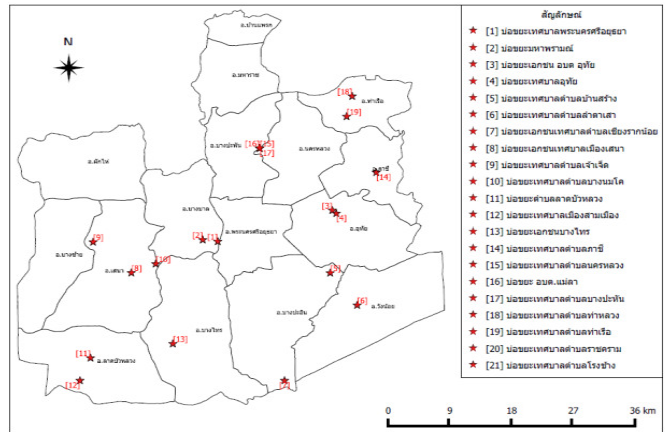 สัญลักษณ์
[1] บ่อขยะเทศบาลพระนครศรีอยุธยา
[2] บ่อขยะมหาพราหมณ์
[3] บ่อขยะเอกชน อบต อุทัย
[4] บ่อขยะเทศบาลอุทัย
[5] บ่อขยะเทศบาลตำบลบ้านสร้าง
[6] บ่อขยะเทศบาลตำบลลำตาเสา
[7] บ่อขยะเอกชนเทศบาลตำบลเชียงรากน้อย
[8] บ่อขยะเอกชนเทศบาลเมืองเสนา
[9] บ่อขยะเทศบาลตำบลเจ้าเจ็ด
[10] บ่อขยะเทศบาลตำบลบางนมโค
[11] บ่อขยะตำบลลาดบัวหลวง
[12] บ่อขยะเทศบาลเมืองสามเมือง
[13] บ่อขยะเอกชนบางไทร
[14] บ่อขยะเทศบาลตำบลภาชี
[15] บ่อขยะเทศบาลตำบลนครหลวง
[16] บ่อขยะ อบต.แม่ลา
[17] บ่อขยะเทศบาลตำบลบางปะหัน
[18] บ่อขยะเทศบาลตำบลท่าหลวง
[19] บ่อขยะเทศบาลตำบลท่าเรือ
[20] บ่อขยะเทศบาลตำบลราชคราม
[21] บ่อขยะเทศบาลตำบลโรงช้าง
N
อ.บ้านแพรก
อ.มหาราช
[18]
อ.ท่าเรือ
[19]
อ.บางปะหัน
[17]
อ.นครหลวง
อ.ผักไห่
[14]
อ.บางบาล
[3]
[4]
[2]
[1]
อ.พระนครศรีอยุธยา
อ.อุทัย
[9]
อ.บางซ้าย
อ.เสนา
[8]
[6]
อ.วังน้อย
อ.บางปะอิน
อ.บางไทร
[13]
[11]
อ.ลาดบัวหลวง
[12]
0 9 18 27 36 km